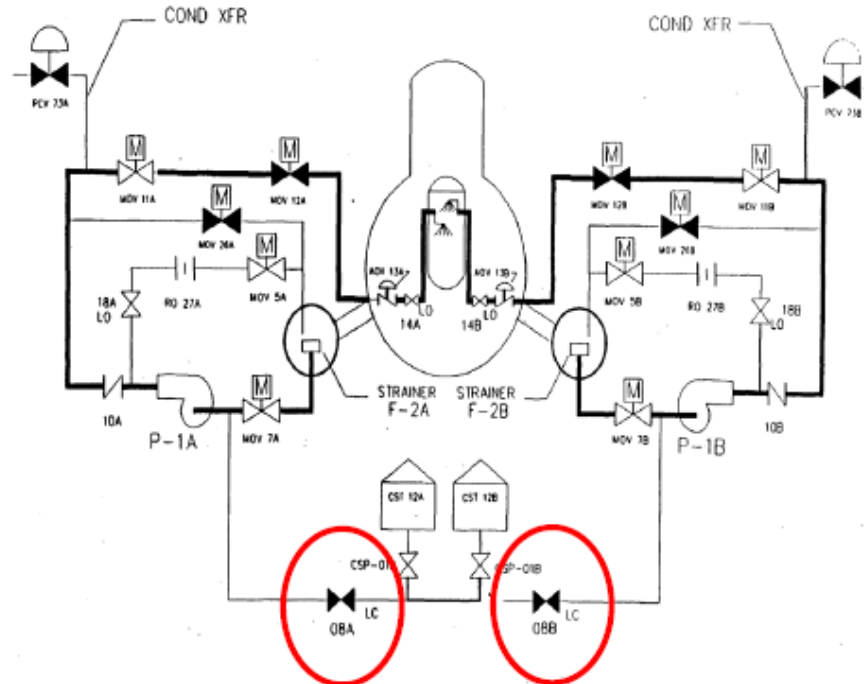 COND XFR
COND XFR
PCV 73A
PCV 73B
M
M
M
M
MOV 11A
MOV 12A
MOV 12B
MOV 11B
M
M
MOV 26A
MOV 26B
M
M
AOV 13A
AOV 13B
18A
LO
RO 27A
MOV 5A
LO
LO
MOV 5B
RO 27B
18B
LO
14A
14B
STRAINER
F-2A
STRAINER
F-2B
M
M
10A
P-1A
MOV 7A
MOV 7B
P-1B
10B
CST 12A
CST 12B
CSP-01B
08A
LC
08B
LC